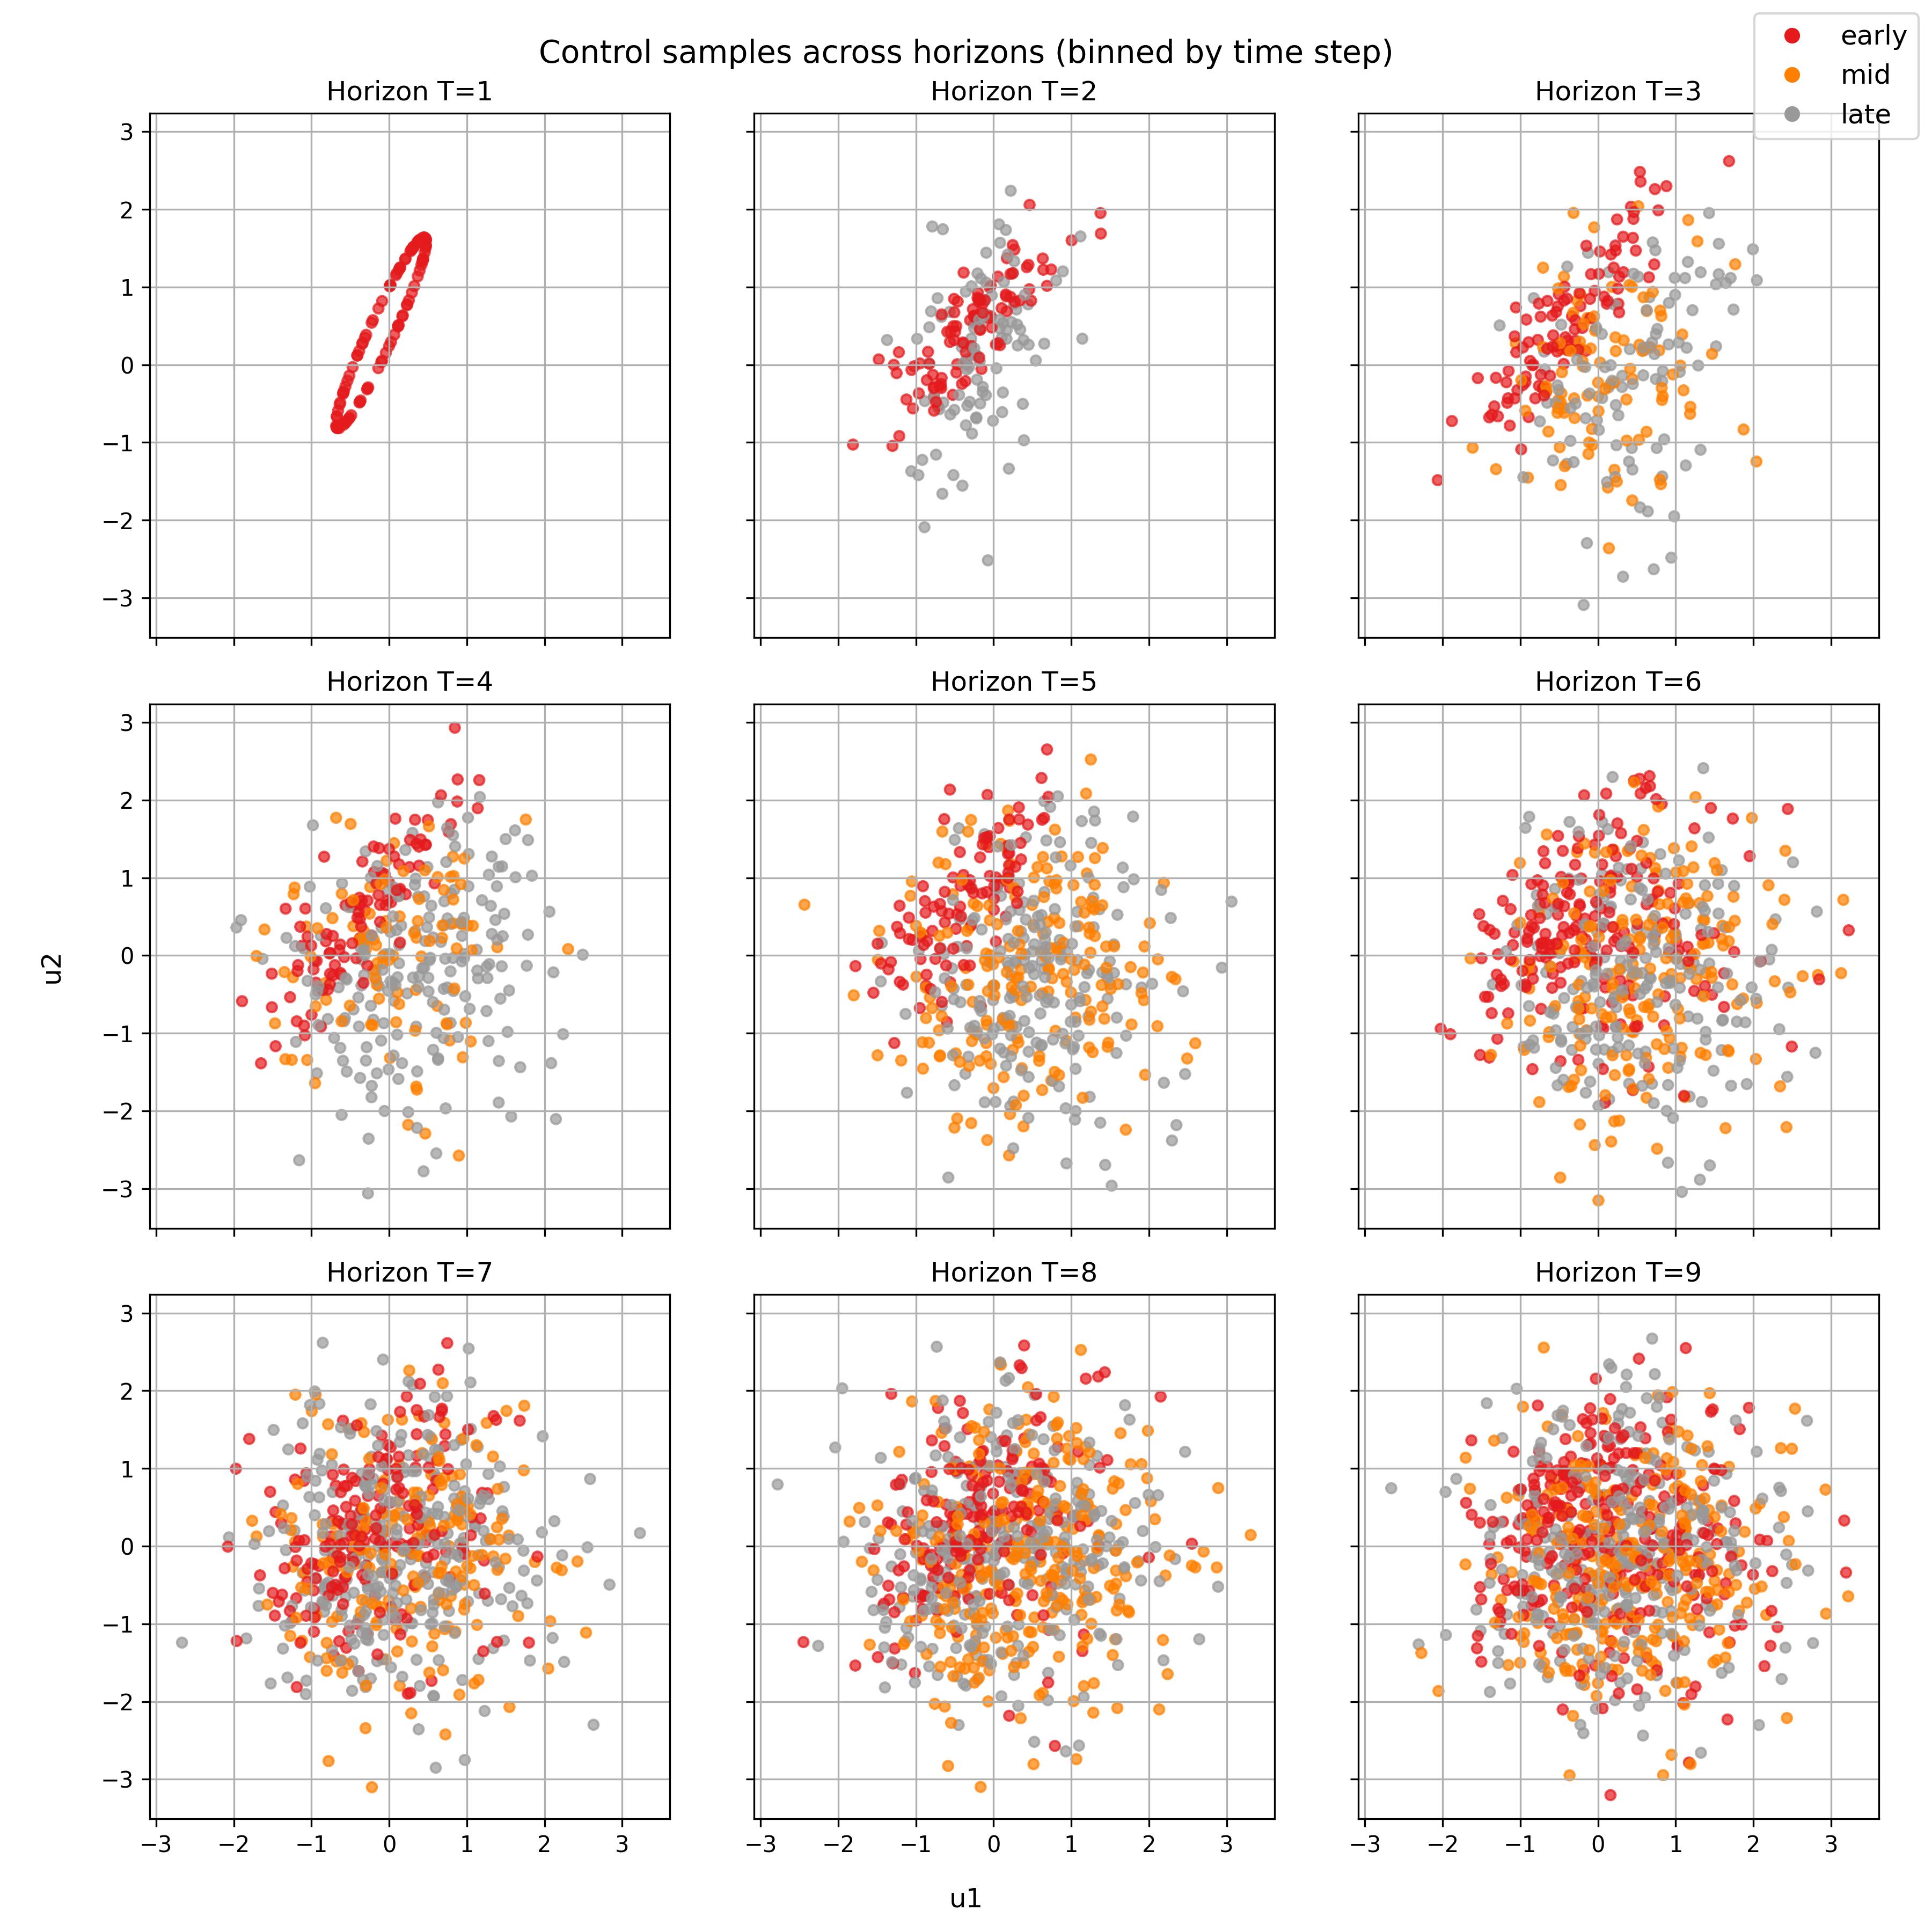 Control samples across horizons (binned by time step)
early
mid
late
Horizon T=1
Horizon T=2
Horizon T=3
3
2
1
0
−1
−2
−3
Horizon T=4
Horizon T=5
Horizon T=6
3
2
1
0
−1
−2
−3
u2
Horizon T=7
Horizon T=8
Horizon T=9
3
2
1
0
−1
−2
−3
−3 −2 −1 0 1 2 3
−3 −2 −1 0 1 2 3
−3 −2 −1 0 1 2 3
u1